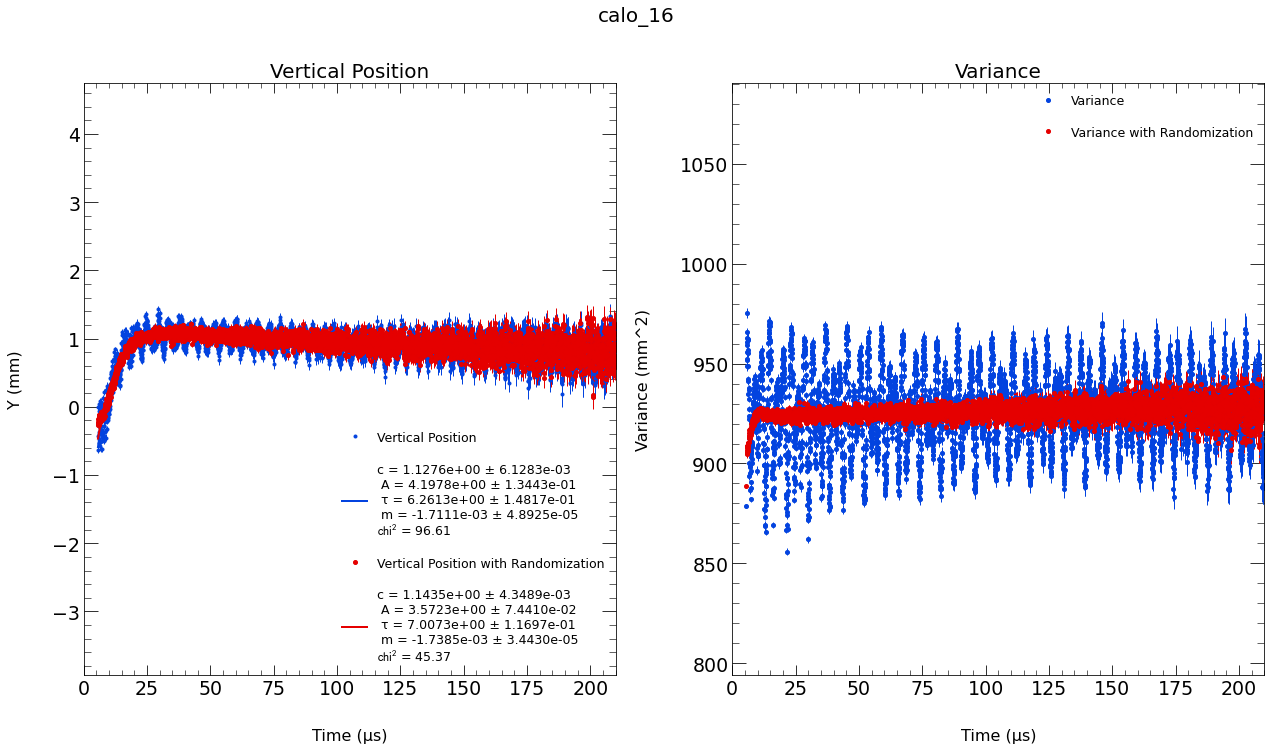 calo_16
Vertical Position
Y (mm)
4
3
2
1
0
−1
−2
−3
0 25 50 75 100 125 150 175 200
Time (μs)
Vertical Position
c = 1.1276e+00 ± 6.1283e-03
A = 4.1978e+00 ± 1.3443e-01
τ = 6.2613e+00 ± 1.4817e-01
m = -1.7111e-03 ± 4.8925e-05
chi² = 96.61
Vertical Position with Randomization
c = 1.1435e+00 ± 4.3489e-03
A = 3.5723e+00 ± 7.4410e-02
τ = 7.0073e+00 ± 1.1697e-01
m = -1.7385e-03 ± 3.4430e-05
chi² = 45.37
Variance
Variance (mm^2)
Variance
Variance with Randomization
1050
1000
950
900
850
800
0 25 50 75 100 125 150 175 200
Time (μs)